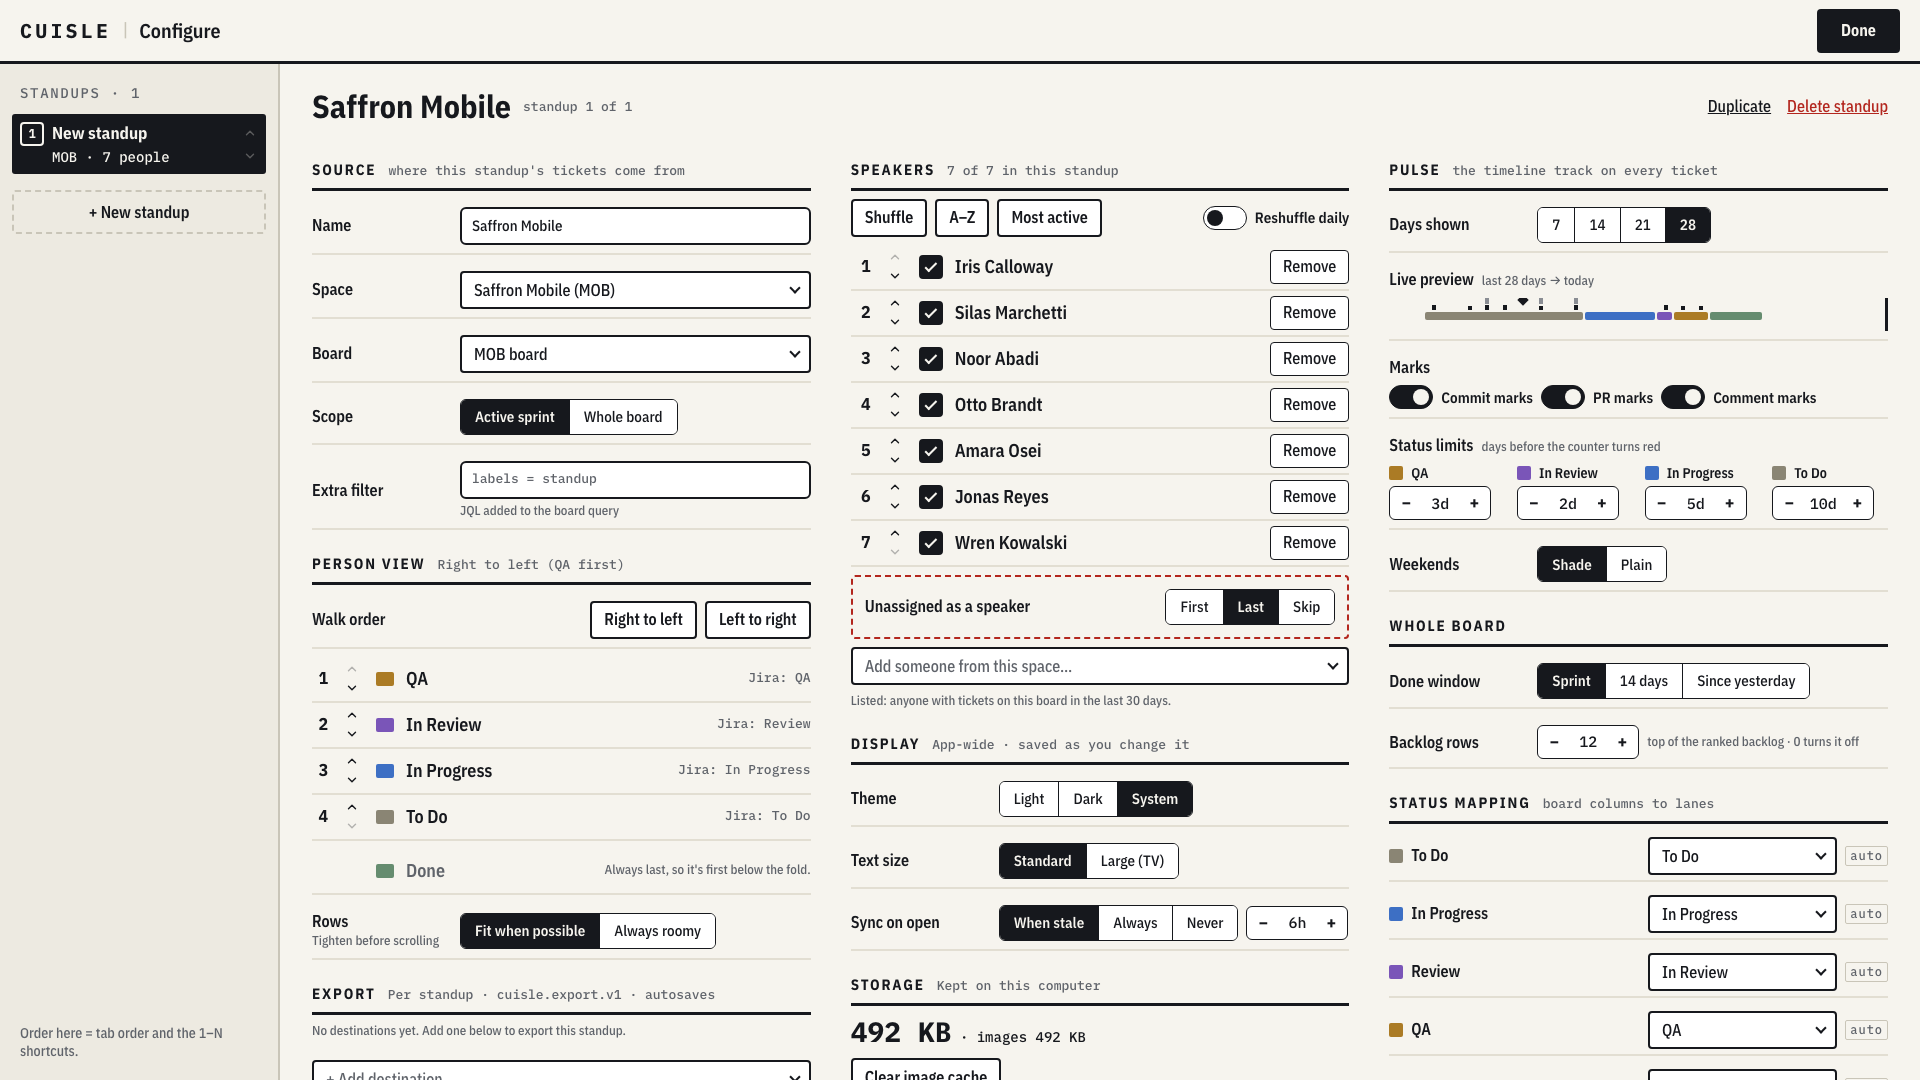 CUISLE | Configure
Done
STANDUPS · 1
1 New standup
MOB · 7 people
+ New standup
Order here = tab order and the 1–N
shortcuts.
Saffron Mobile standup 1 of 1
Duplicate Delete standup
SOURCE where this standup's tickets come from
Name Saffron Mobile
Space Saffron Mobile (MOB)
Board MOB board
Scope Active sprint Whole board
Extra filter labels = standup
JQL added to the board query
PERSON VIEW Right to left (QA first)
Walk order Right to left Left to right
1 QA Jira: QA
2 In Review Jira: Review
3 In Progress Jira: In Progress
4 To Do Jira: To Do
Done Always last, so it's first below the fold.
Rows
Tighten before scrolling
Fit when possible Always roomy
EXPORT Per standup · cuisle.export.v1 · autosaves
No destinations yet. Add one below to export this standup.
+ Add destination
SPEAKERS 7 of 7 in this standup
Shuffle A–Z Most active Reshuffle daily
1 Iris Calloway Remove
2 Silas Marchetti Remove
3 Noor Abadi Remove
4 Otto Brandt Remove
5 Amara Osei Remove
6 Jonas Reyes Remove
7 Wren Kowalski Remove
Unassigned as a speaker First Last Skip
Add someone from this space...
Listed: anyone with tickets on this board in the last 30 days.
DISPLAY App-wide · saved as you change it
Theme Light Dark System
Text size Standard Large (TV)
Sync on open When stale Always Never − 6h +
STORAGE Kept on this computer
492 KB · images 492 KB
Clear image cache
PULSE the timeline track on every ticket
Days shown 7 14 21 28
Live preview last 28 days → today
Marks
Commit marks PR marks Comment marks
Status limits days before the counter turns red
QA In Review In Progress To Do
− 3d + − 2d + − 5d + − 10d +
Weekends Shade Plain
WHOLE BOARD
Done window Sprint 14 days Since yesterday
Backlog rows − 12 + top of the ranked backlog · 0 turns it off
STATUS MAPPING board columns to lanes
To Do To Do auto
In Progress In Progress auto
Review In Review auto
QA QA auto